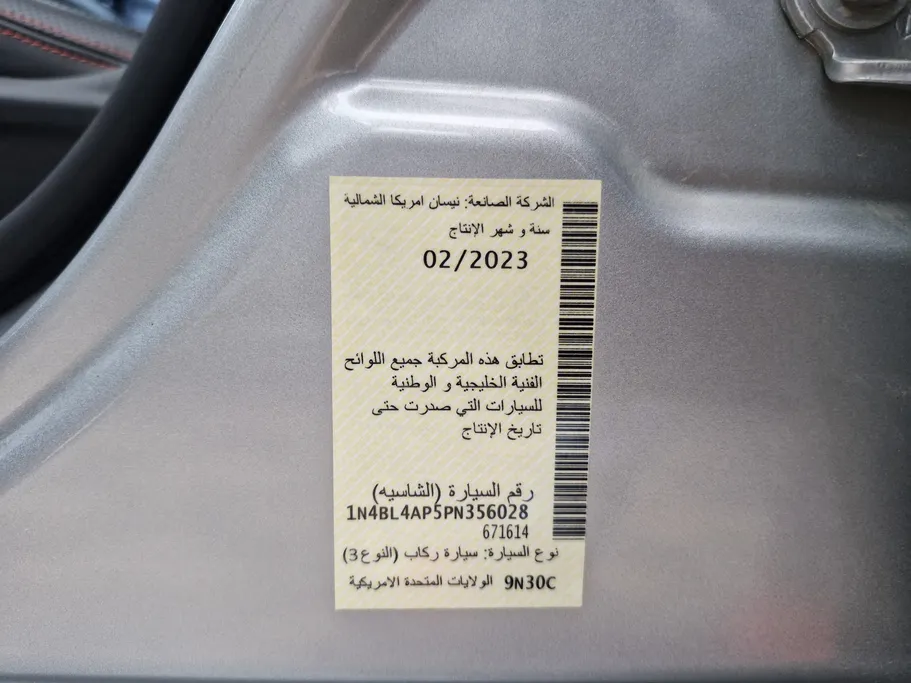 الشركة الصانعة: نيسان امريكا الشمالية
سنة و شهر الإنتاج
02/2023
تطابق هذه المركبة جميع اللوائح
الفنية الخليجية و الوطنية
للسيارات التي صدرت حتى
تاريخ الإنتاج
رقم السيارة (الشاسيه)
1N4BL4AP5PN356028
671614
نوع السيارة: سيارة ركاب (النوع 3)
9N30C الولايات المتحدة الامريكية